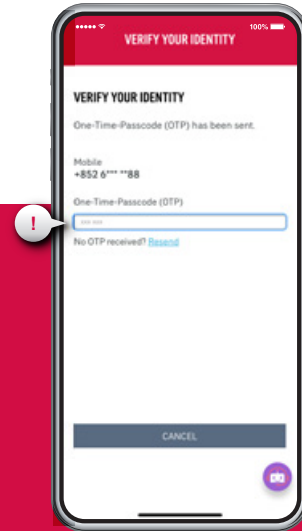 100%
VERIFY YOUR IDENTITY
VERIFY YOUR IDENTITY
One-Time-Passcode (OTP) has been sent.
Mobile
+852 6*** **88
One-Time-Passcode (OTP)
!
No OTP received? Resend
CANCEL